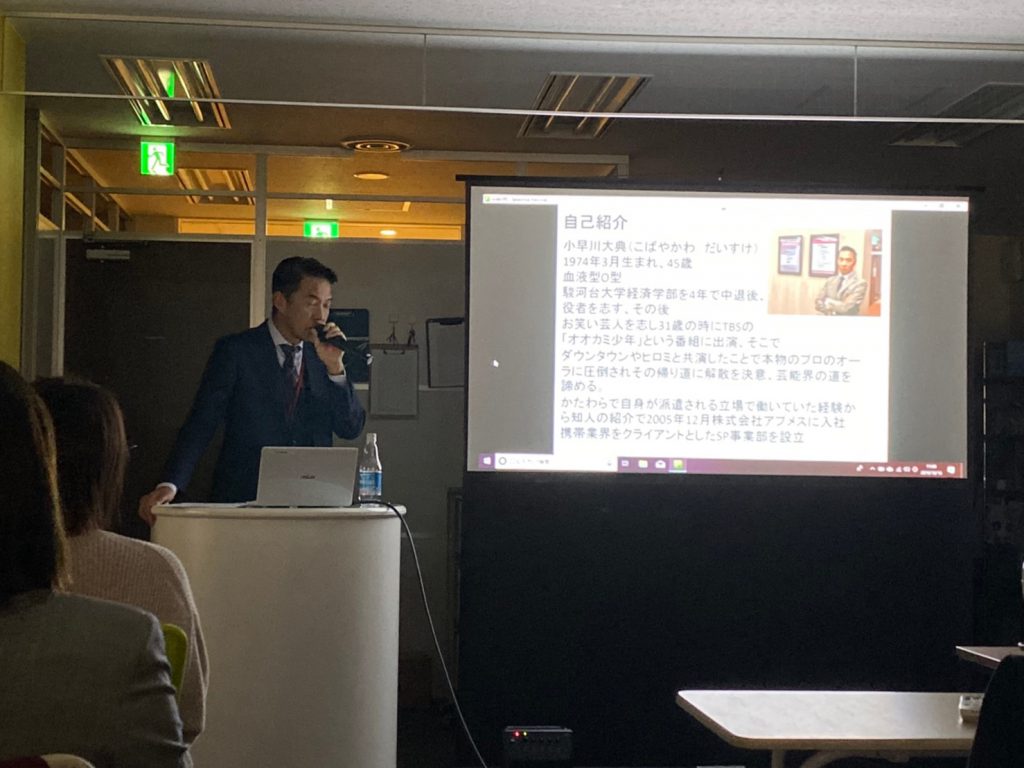 自己紹介
小早川大典(こばやかわ だいすけ)
1974年3月生まれ、45歳
血液型O型
駿河台大学経済学部を4年で中退後、
役者を志す、その後
お笑い芸人を志し31歳の時にTBSの
「オオカミ少年」という番組に出演、そこで
ダウンタウンやヒロミと共演したことで本物のプロのオー
ラに圧倒されその帰り道に解散を決意、芸能界の道を
諦める。
かたわらで自身が派遣される立場で働いていた経験か
ら知人の紹介で2005年12月株式会社アプメスに入社
携帯業界をクライアントとしたSP事業部を設立